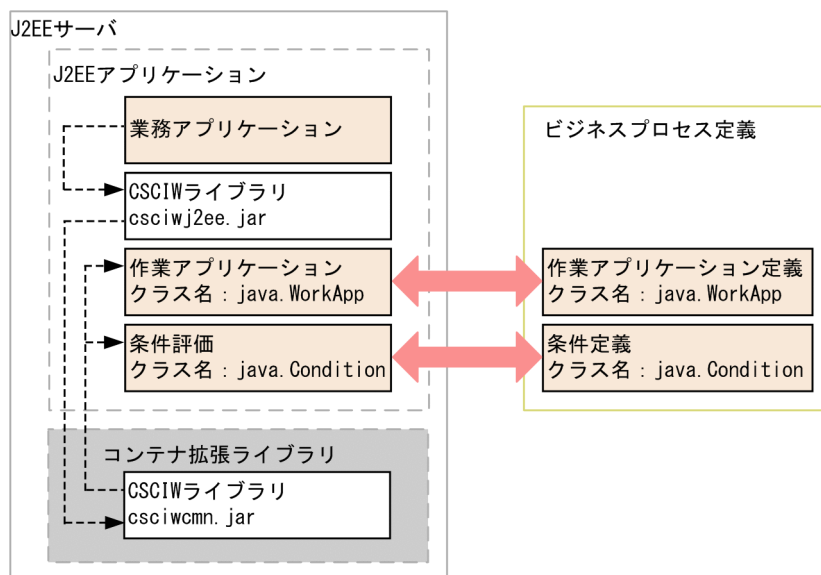 J2EEサーバ
J2EEアプリケーション
業務アプリケーション
CSCIWライブラリ
csciwj2ee.jar
作業アプリケーション
クラス名：java.WorkApp
条件評価
クラス名：java.Condition
コンテナ拡張ライブラリ
CSCIWライブラリ
csciwcmn.jar
ビジネスプロセス定義
作業アプリケーション定義
クラス名：java.WorkApp
条件定義
クラス名：java.Condition